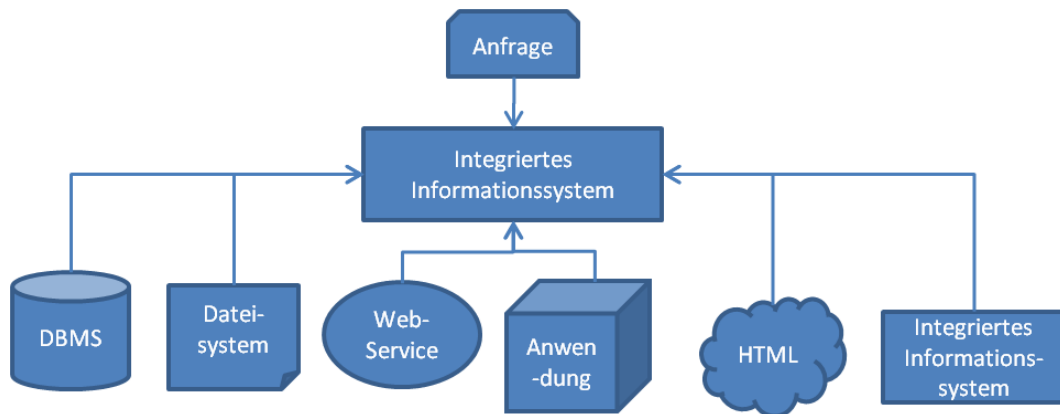 Anfrage
Integriertes
Informationssystem
DBMS
Datei-
system
Web-
Service
Anwen
-dung
HTML
Integriertes
Informations-
system